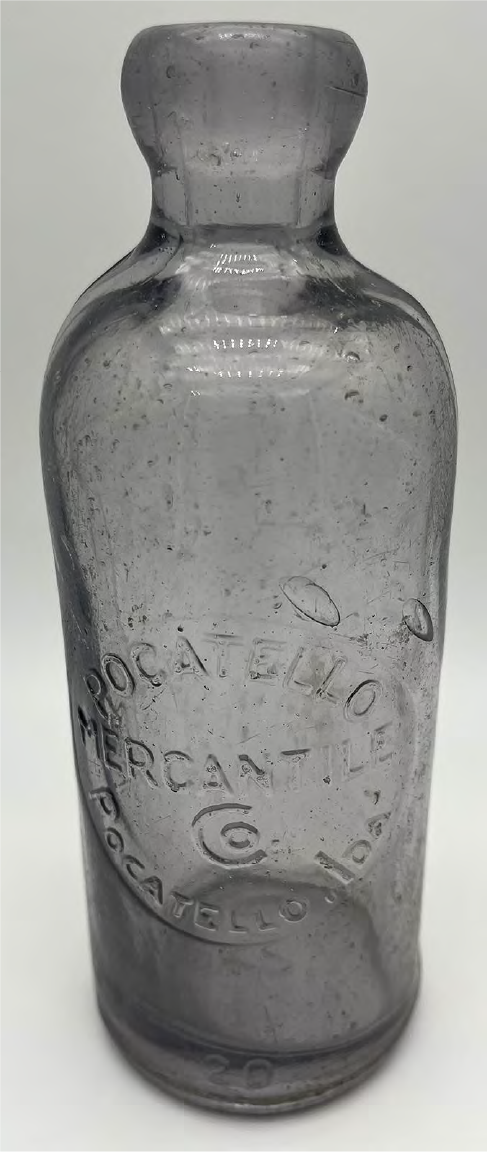 POCATELLO
MERCANTILE
CO
POCATELLO, IDA.
20